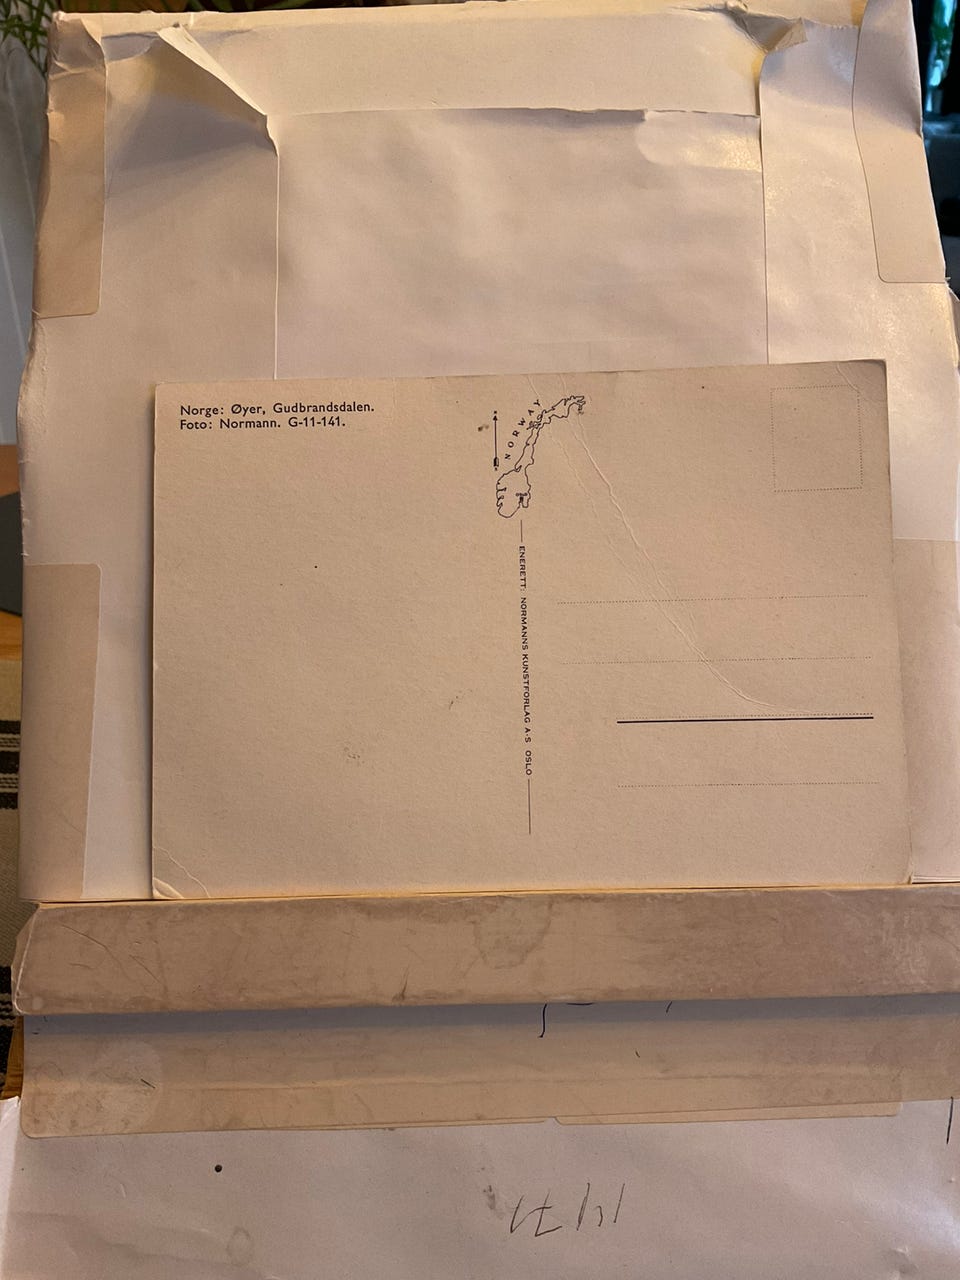 Norge: Øyer, Gudbrandsdalen.
Foto: Normann. G-11-141.
NORWAY
ENERETT: NORMANNS KUNSTFORLAG A·S OSLO